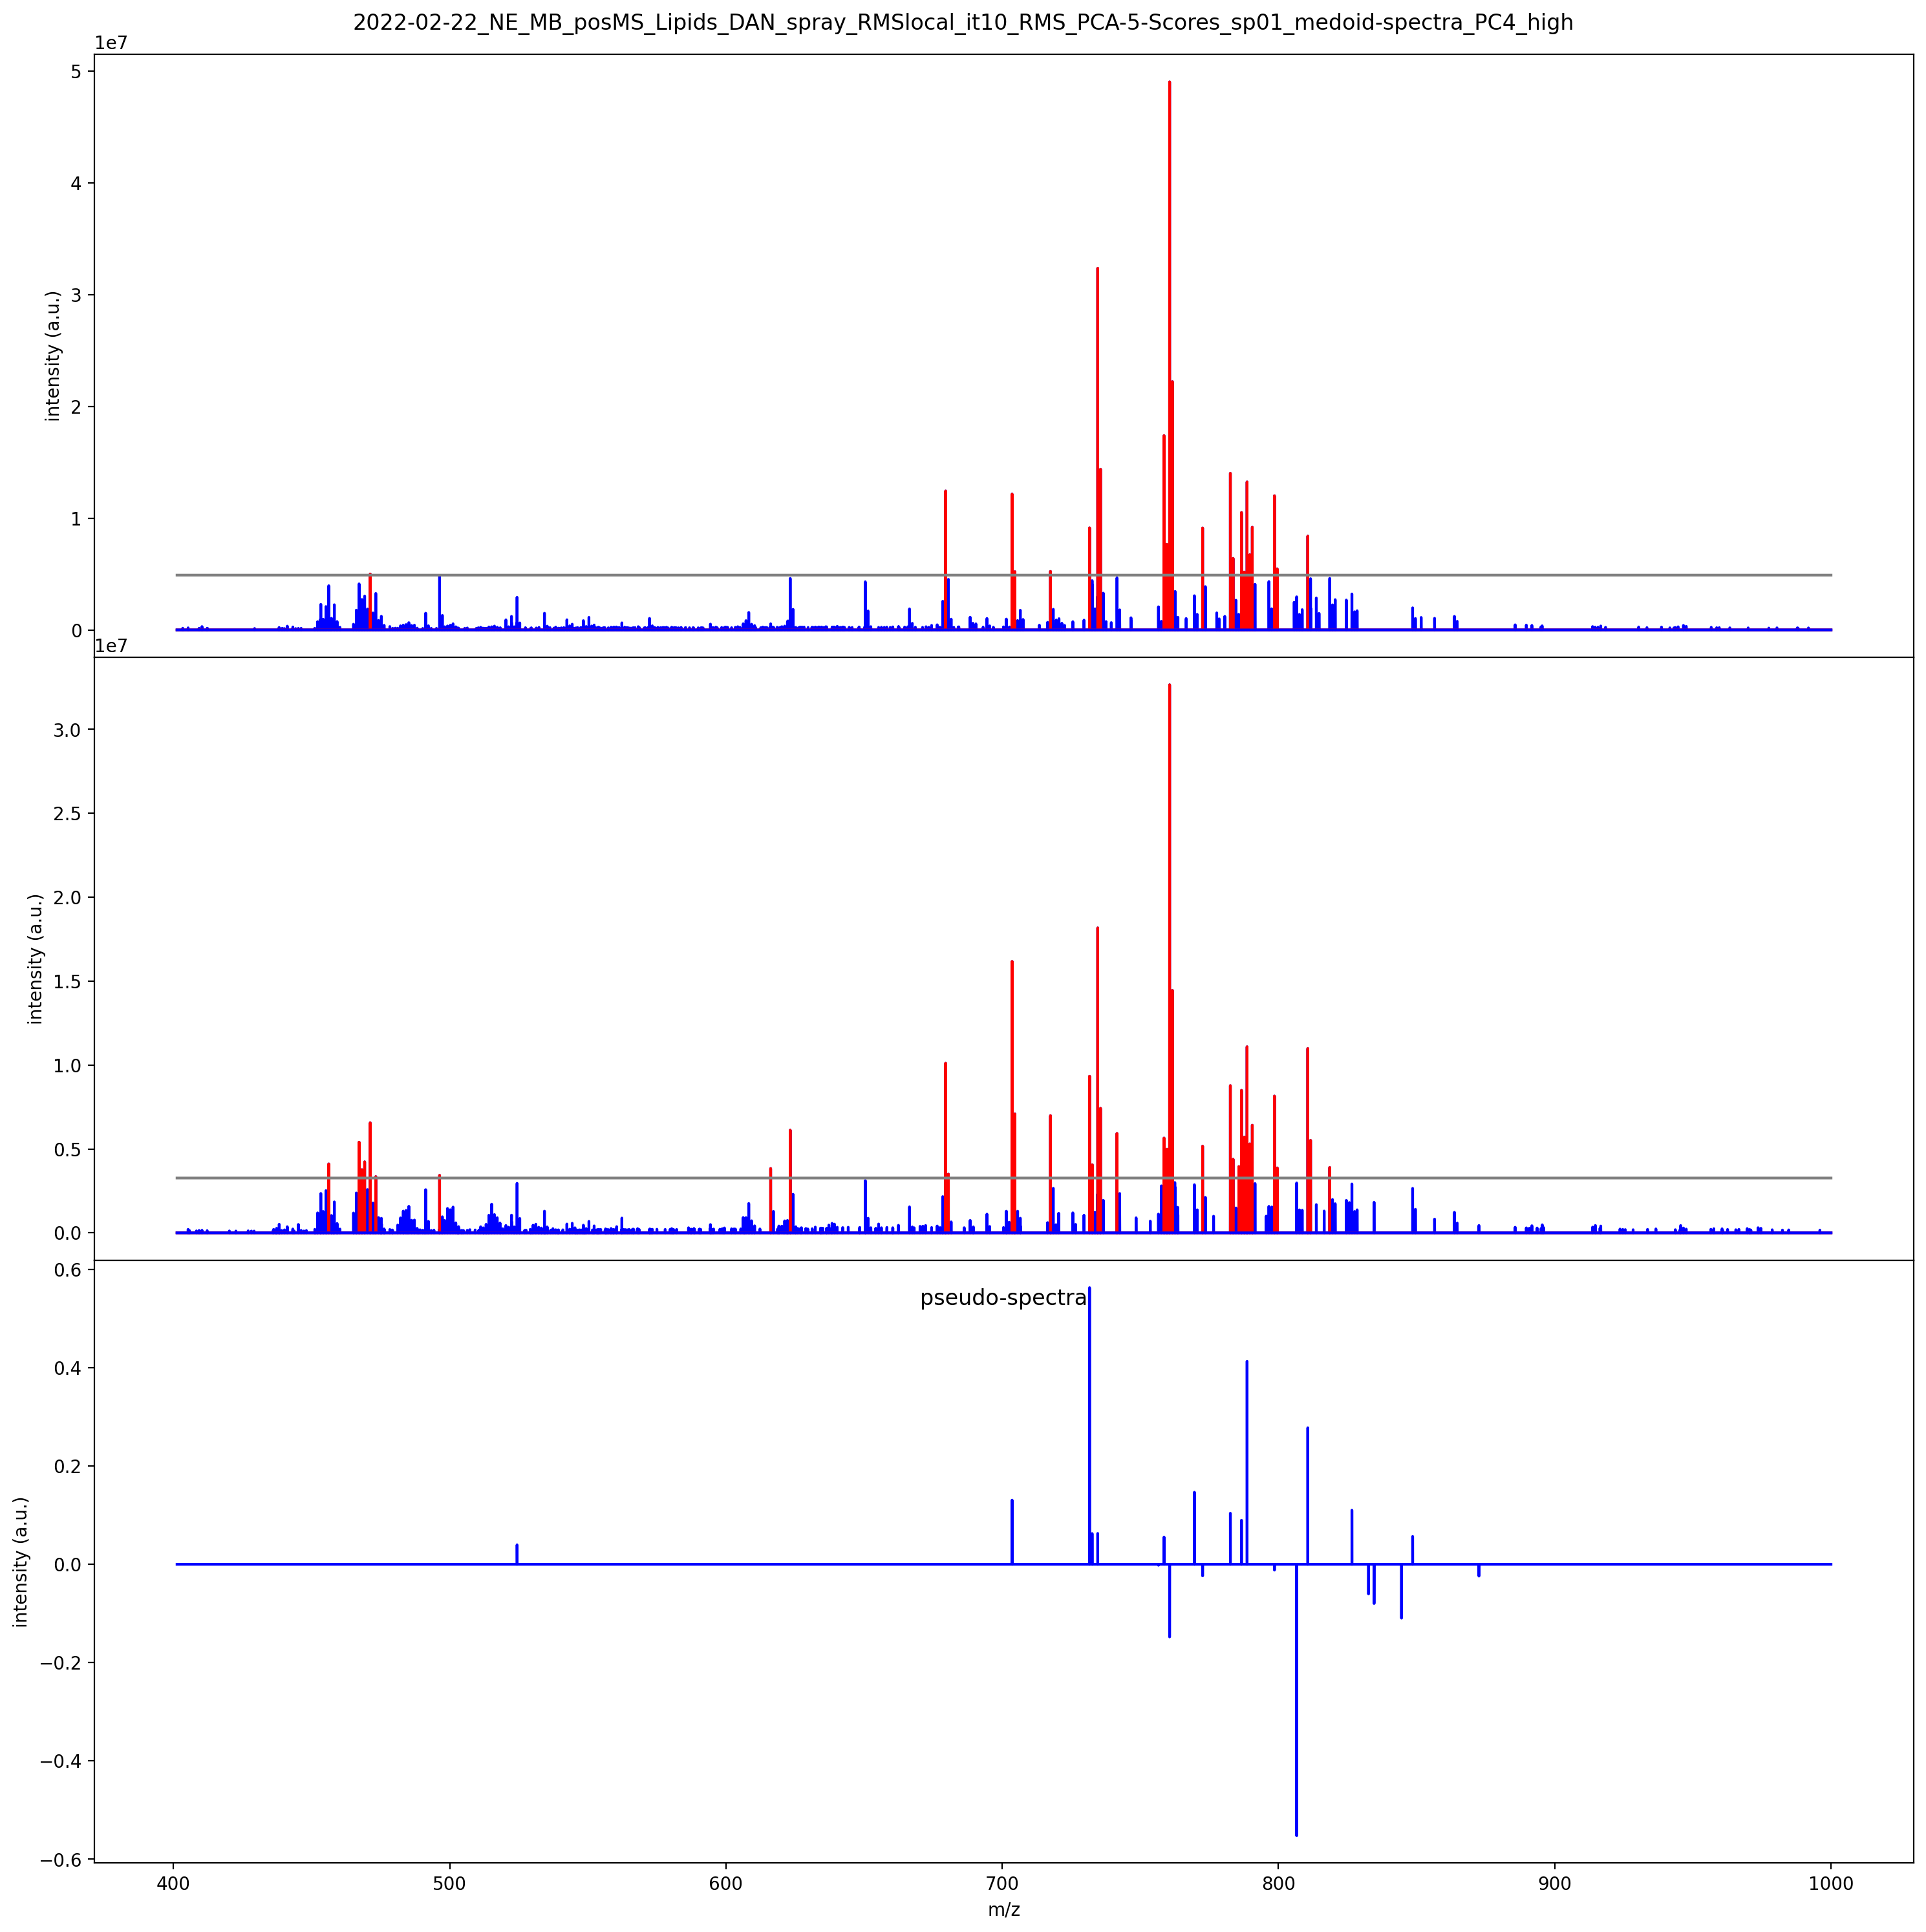 2022-02-22_NE_MB_posMS_Lipids_DAN_spray_RMSlocal_it10_RMS_PCA-5-Scores_sp01_medoid-spectra_PC4_high
1e7
5
4
3
2
1
0
intensity (a.u.)
1e7
3.0
2.5
2.0
1.5
1.0
0.5
0.0
intensity (a.u.)
pseudo-spectra
0.6
0.4
0.2
0.0
−0.2
−0.4
−0.6
intensity (a.u.)
400 500 600 700 800 900 1000
m/z